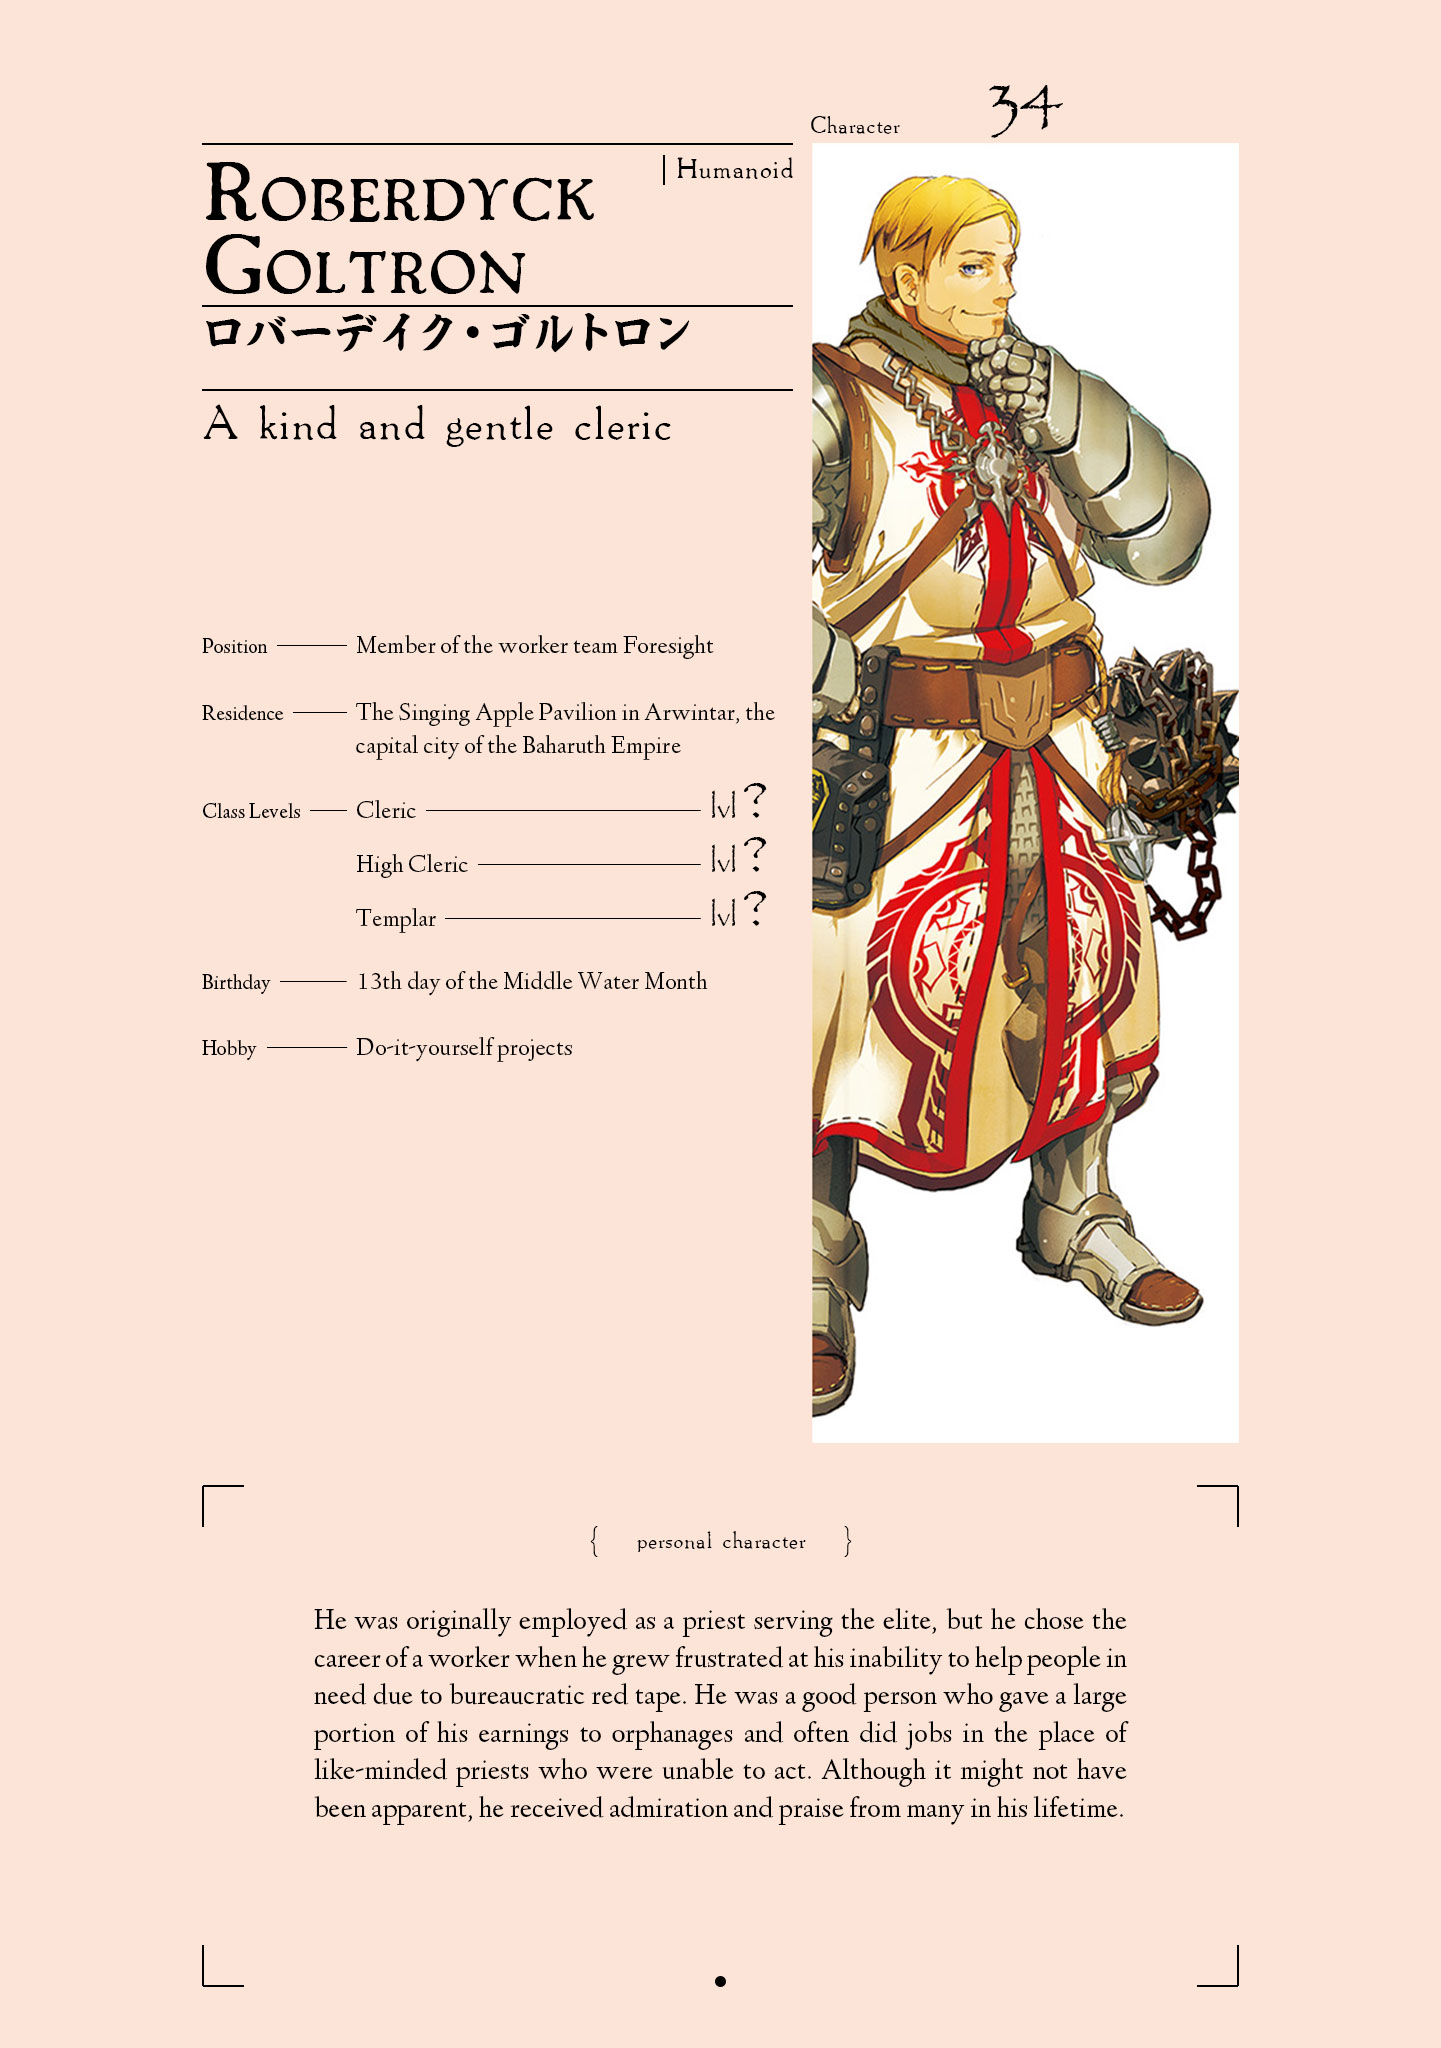 Character 34
Humanoid
ROBERDYCK
GOLTRON
ロバーデイク・ゴルトロン
A kind and gentle cleric
Position Member of the worker team Foresight
Residence The Singing Apple Pavilion in Arwintar, the
capital city of the Baharuth Empire
Class Levels Cleric lvl ?
High Cleric lvl ?
Templar lvl ?
Birthday 13th day of the Middle Water Month
Hobby Do-it-yourself projects
{ personal character }
He was originally employed as a priest serving the elite, but he chose the
career of a worker when he grew frustrated at his inability to help people in
need due to bureaucratic red tape. He was a good person who gave a large
portion of his earnings to orphanages and often did jobs in the place of
like-minded priests who were unable to act. Although it might not have
been apparent, he received admiration and praise from many in his lifetime.